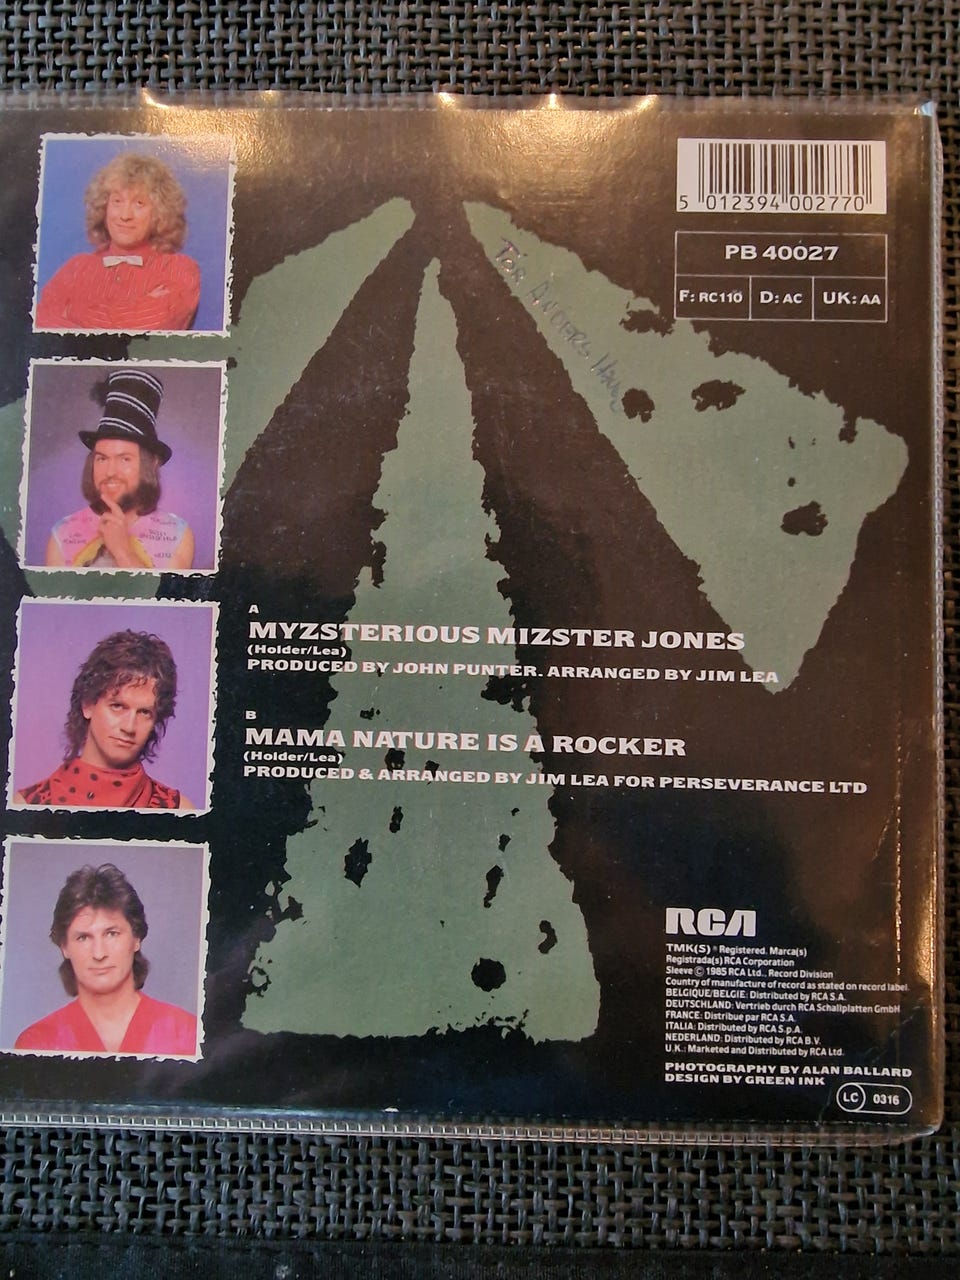 5 012394 002770
PB 40027
F: RC110 D: AC UK: AA
TOR ANDERS
A
MYZSTERIOUS MIZSTER JONES
(Holder/Lea)
PRODUCED BY JOHN PUNTER. ARRANGED BY JIM LEA
B
MAMA NATURE IS A ROCKER
(Holder/Lea)
PRODUCED & ARRANGED BY JIM LEA FOR PERSEVERANCE LTD
RCA
TMK(S) ® Registered. Marca(s)
Registrada(s) RCA Corporation
Sleeve © 1985 RCA Ltd., Record Division
Country of manufacture of record as stated on record label.
BELGIQUE/BELGIE: Distributed by RCA S.A.
DEUTSCHLAND: Vertrieb durch RCA Schallplatten GmbH
FRANCE: Distribue par RCA S.A.
ITALIA: Distributed by RCA S.p.A.
NEDERLAND: Distributed by RCA B.V.
U.K.: Marketed and Distributed by RCA Ltd.
PHOTOGRAPHY BY ALAN BALLARD
DESIGN BY GREEN INK
LC 0316